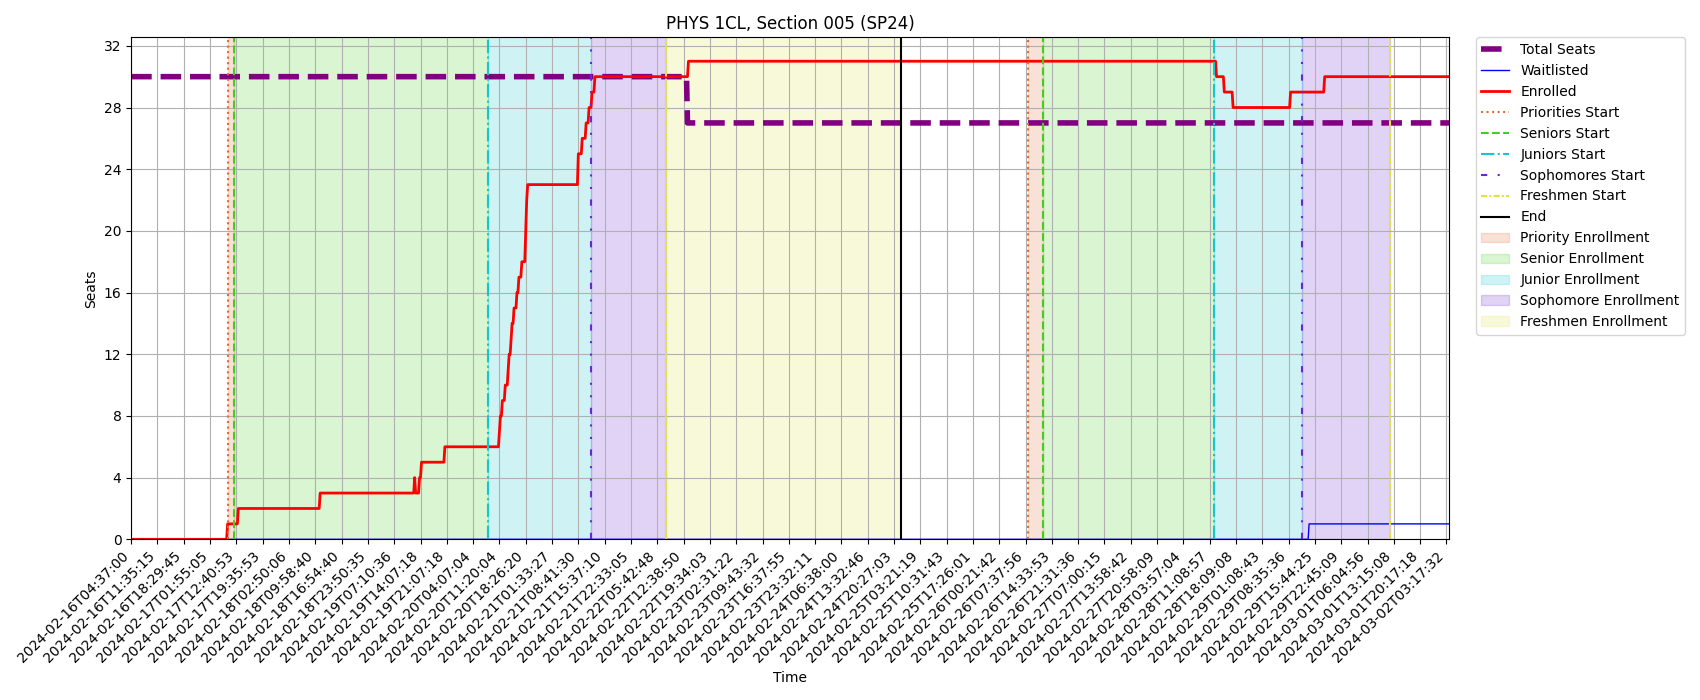 PHYS 1CL, Section 005 (SP24)
Seats
32
28
24
20
16
12
8
4
0
2024-02-16T04:37:00
2024-02-16T11:35:15
2024-02-16T18:29:45
2024-02-17T01:55:05
2024-02-17T12:40:53
2024-02-17T19:35:53
2024-02-18T02:50:06
2024-02-18T09:58:40
2024-02-18T16:54:40
2024-02-18T23:50:35
2024-02-19T07:10:36
2024-02-19T14:07:18
2024-02-19T21:07:18
2024-02-20T04:07:04
2024-02-20T11:20:04
2024-02-20T18:26:20
2024-02-21T01:33:27
2024-02-21T08:41:30
2024-02-21T15:37:10
2024-02-21T22:33:05
2024-02-22T05:42:48
2024-02-22T12:38:50
2024-02-22T19:34:03
2024-02-23T02:31:22
2024-02-23T09:43:32
2024-02-23T16:37:55
2024-02-23T23:32:11
2024-02-24T06:38:00
2024-02-24T13:32:46
2024-02-24T20:27:03
2024-02-25T03:21:19
2024-02-25T10:31:43
2024-02-25T17:26:01
2024-02-26T00:21:42
2024-02-26T07:37:56
2024-02-26T14:33:53
2024-02-26T21:31:36
2024-02-27T07:00:15
2024-02-27T13:58:42
2024-02-27T20:58:09
2024-02-28T03:57:04
2024-02-28T11:08:57
2024-02-28T18:09:08
2024-02-29T01:08:43
2024-02-29T08:35:36
2024-02-29T15:44:25
2024-02-29T22:45:09
2024-03-01T06:04:56
2024-03-01T13:15:08
2024-03-01T20:17:18
2024-03-02T03:17:32
Time
Total Seats
Waitlisted
Enrolled
Priorities Start
Seniors Start
Juniors Start
Sophomores Start
Freshmen Start
End
Priority Enrollment
Senior Enrollment
Junior Enrollment
Sophomore Enrollment
Freshmen Enrollment